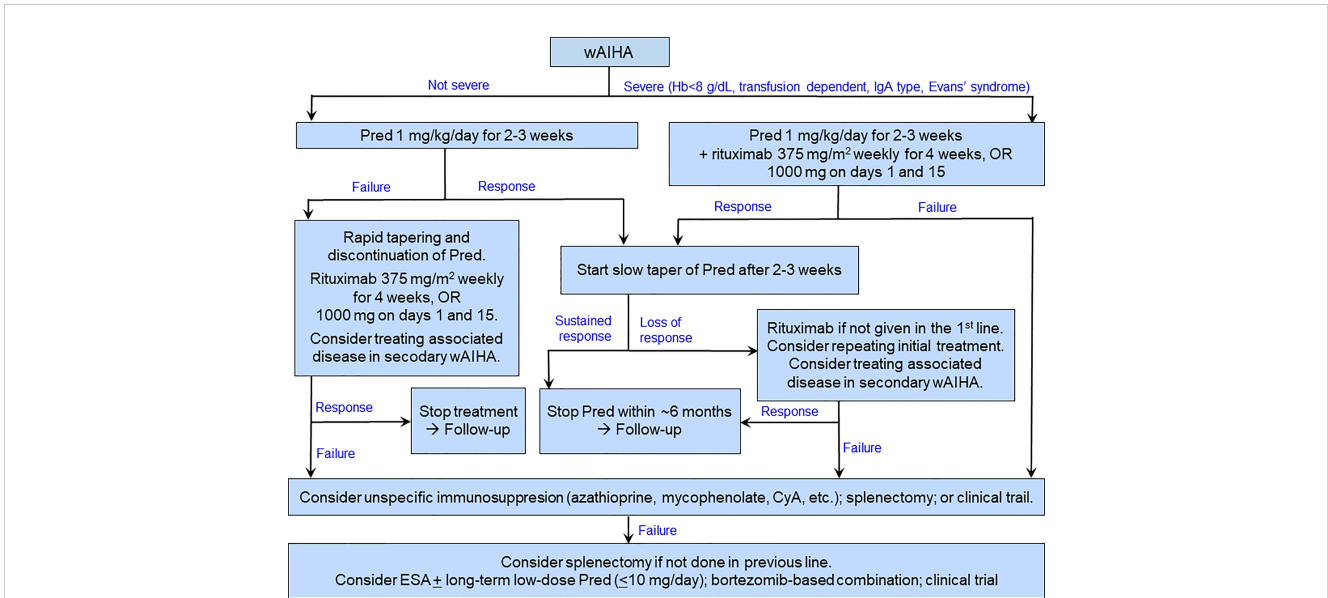 wAIHA
Not severe
Severe (Hb<8 g/dL, transfusion dependent, IgA type, Evans' syndrome)
Pred 1 mg/kg/day for 2-3 weeks
Pred 1 mg/kg/day for 2-3 weeks
+ rituximab 375 mg/m² weekly for 4 weeks, OR
1000 mg on days 1 and 15
Failure
Response
Response
Failure
Rapid tapering and
discontinuation of Pred.
Rituximab 375 mg/m² weekly
for 4 weeks, OR
1000 mg on days 1 and 15.
Consider treating associated
disease in secodary wAIHA.
Start slow taper of Pred after 2-3 weeks
Sustained
response
Loss of
response
Rituximab if not given in the 1st line.
Consider repeating initial treatment.
Consider treating associated
disease in secondary wAIHA.
Response
Stop treatment
→ Follow-up
Stop Pred within ~6 months
→ Follow-up
Response
Failure
Failure
Consider unspecific immunosuppresion (azathioprine, mycophenolate, CyA, etc.); splenectomy; or clinical trail.
Failure
Consider splenectomy if not done in previous line.
Consider ESA ± long-term low-dose Pred (≤10 mg/day); bortezomib-based combination; clinical trial